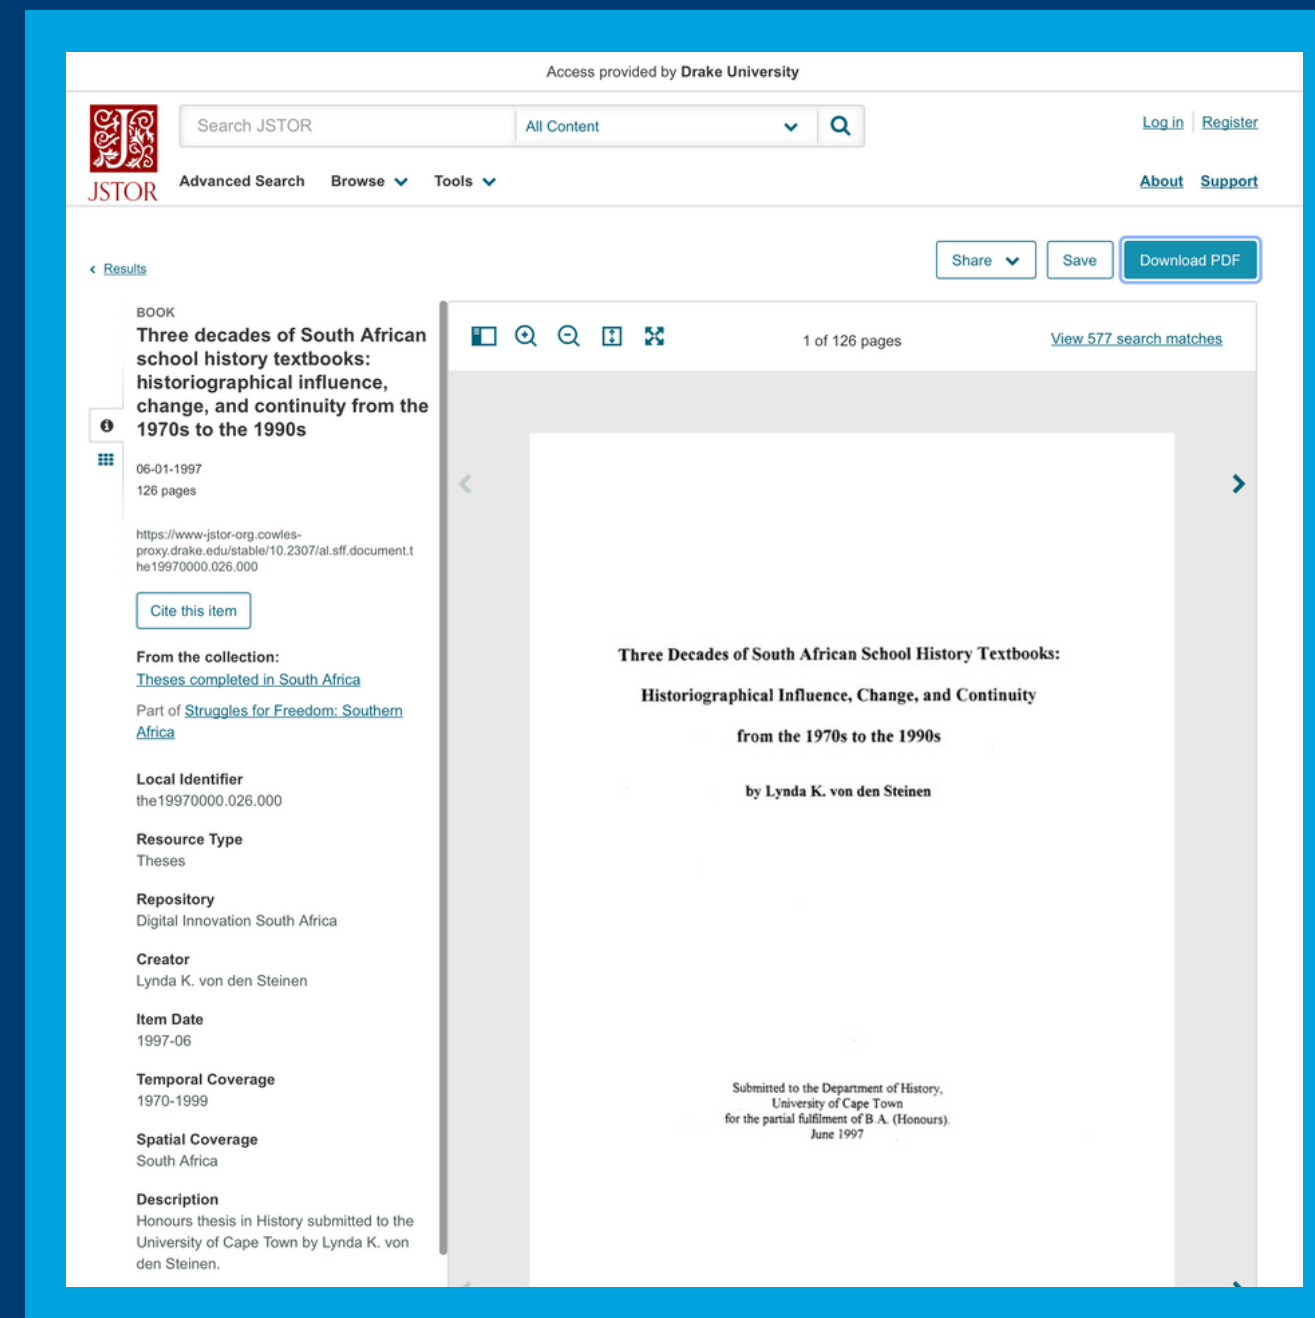 Access provided by Drake University
JSTOR
Search JSTOR
All Content
Log in
Register
Advanced Search
Browse
Tools
About
Support
Results
Share
Save
Download PDF
BOOK
Three decades of South African
school history textbooks:
historiographical influence,
change, and continuity from the
1970s to the 1990s
06-01-1997
126 pages
https://www-jstor-org.cowles-
proxy.drake.edu/stable/10.2307/al.sff.document.t
he19970000.026.000
Cite this item
From the collection:
Theses completed in South Africa
Part of Struggles for Freedom: Southern
Africa
Local Identifier
the19970000.026.000
Resource Type
Theses
Repository
Digital Innovation South Africa
Creator
Lynda K. von den Steinen
Item Date
1997-06
Temporal Coverage
1970-1999
Spatial Coverage
South Africa
Description
Honours thesis in History submitted to the
University of Cape Town by Lynda K. von
den Steinen.
1 of 126 pages
View 577 search matches
Three Decades of South African School History Textbooks:
Historiographical Influence, Change, and Continuity
from the 1970s to the 1990s
by Lynda K. von den Steinen
Submitted to the Department of History,
University of Cape Town
for the partial fulfilment of B.A. (Honours).
June 1997